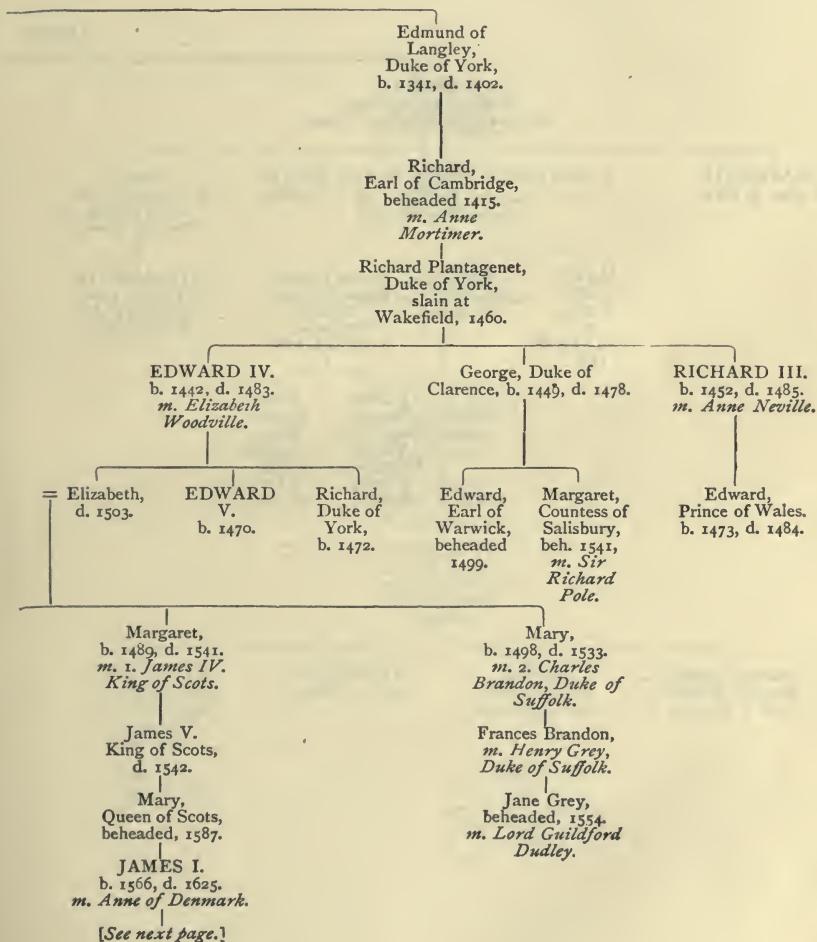 Edmund of
Langley,
Duke of York,
b. 1341, d. 1402.
Richard,
Earl of Cambridge,
beheaded 1415.
m. Anne
Mortimer.
Richard Plantagenet,
Duke of York,
slain at
Wakefield, 1460.
EDWARD IV.
b. 1442, d. 1483.
m. Elizabeth
Woodville.
George, Duke of
Clarence, b. 1449, d. 1478.
RICHARD III.
b. 1452, d. 1485.
m. Anne Neville.
= Elizabeth,
d. 1503.
EDWARD
V.
b. 1470.
Richard,
Duke of
York,
b. 1472.
Edward,
Earl of
Warwick,
beheaded
1499.
Margaret,
Countess of
Salisbury,
beh. 1541,
m. Sir
Richard
Pole.
Edward,
Prince of Wales.
b. 1473, d. 1484.
Margaret,
b. 1489, d. 1541.
m. 1. James IV.
King of Scots.
James V.
King of Scots,
d. 1542.
Mary,
Queen of Scots,
beheaded, 1587.
JAMES I.
b. 1566, d. 1625.
m. Anne of Denmark.
[See next page.]
Mary,
b. 1498, d. 1533.
m. 2. Charles
Brandon, Duke of
Suffolk.
Frances Brandon,
m. Henry Grey,
Duke of Suffolk.
Jane Grey,
beheaded, 1554.
m. Lord Guildford
Dudley.